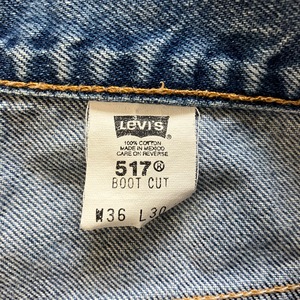 Levi's
100% COTTON
MADE IN MEXICO
CARE ON REVERSE
517®
BOOT CUT
W36 L30